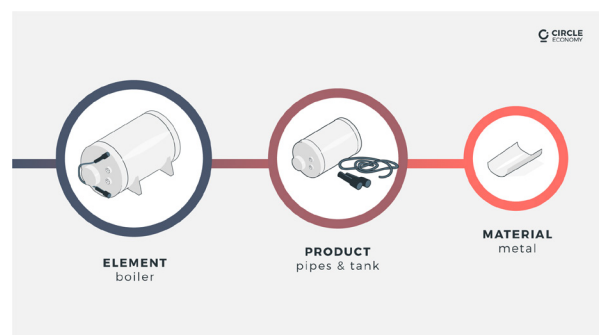 CIRCLE
ECONOMY
ELEMENT
boiler
PRODUCT
pipes & tank
MATERIAL
metal